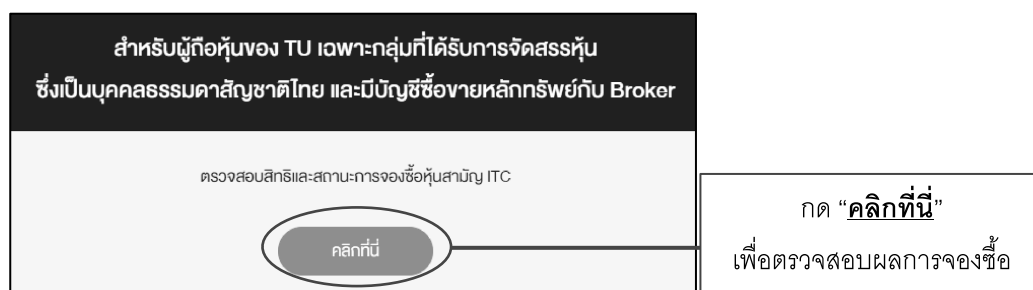 สำหรับผู้ถือหุ้นของ TU เฉพาะกลุ่มที่ได้รับการจัดสรรหุ้น
ซึ่งเป็นบุคคลธรรมดาสัญชาติไทย และมีบัญชีซื้อขายหลักทรัพย์กับ Broker
ตรวจสอบสิทธิและสถานะการจองซื้อหุ้นสามัญ ITC
คลิกที่นี่
กด “คลิกที่นี่”
เพื่อตรวจสอบผลการจองซื้อ